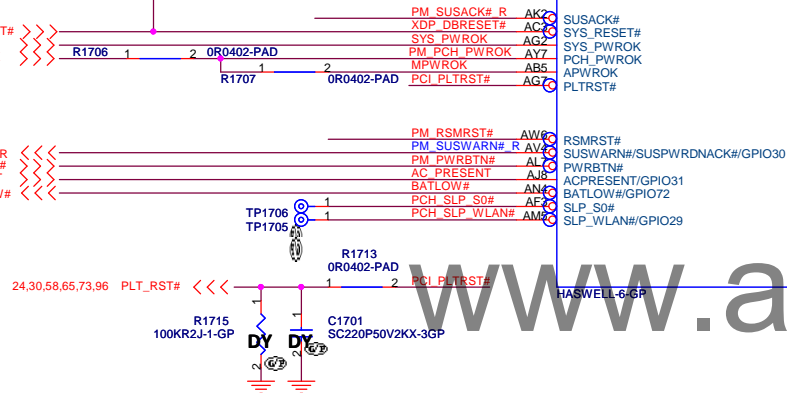 PM_SUSACK#_R AK2 SUSACK#
T# XDP_DBRESET# AC3 SYS_RESET#
SYS_PWROK AG2 SYS_PWROK
R1706 1 2 0R0402-PAD PM_PCH_PWROK AY7 PCH_PWROK
R1707 1 2 0R0402-PAD MPWROK AB5 APWROK
PCI_PLTRST# AG7 PLTRST#
PM_RSMRST# AW6 RSMRST#
R PM_SUSWARN#_R AV4 SUSWARN#/SUSPWRDNACK#/GPIO30
# PM_PWRBTN# AL7 PWRBTN#
AC_PRESENT AJ8 ACPRESENT/GPIO31
# BATLOW# AN4 BATLOW#/GPIO72
TP1706 1 PCH_SLP_S0# AF3 SLP_S0#
TP1705 1 PCH_SLP_WLAN# AM5 SLP_WLAN#/GPIO29
R1713
0R0402-PAD
24,30,58,65,73,96 PLT_RST# 1 2 PCI_PLTRST#
HASWELL-6-GP
www.a
1 1
R1715 C1701
100KR2J-1-GP DY DY SC220P50V2KX-3GP
2 2